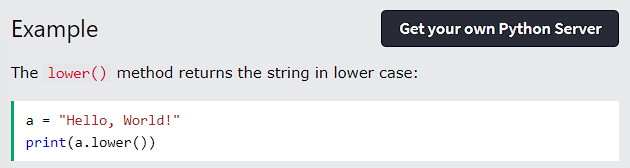 Example
Get your own Python Server
The lower() method returns the string in lower case:
a = "Hello, World!"
print(a.lower())